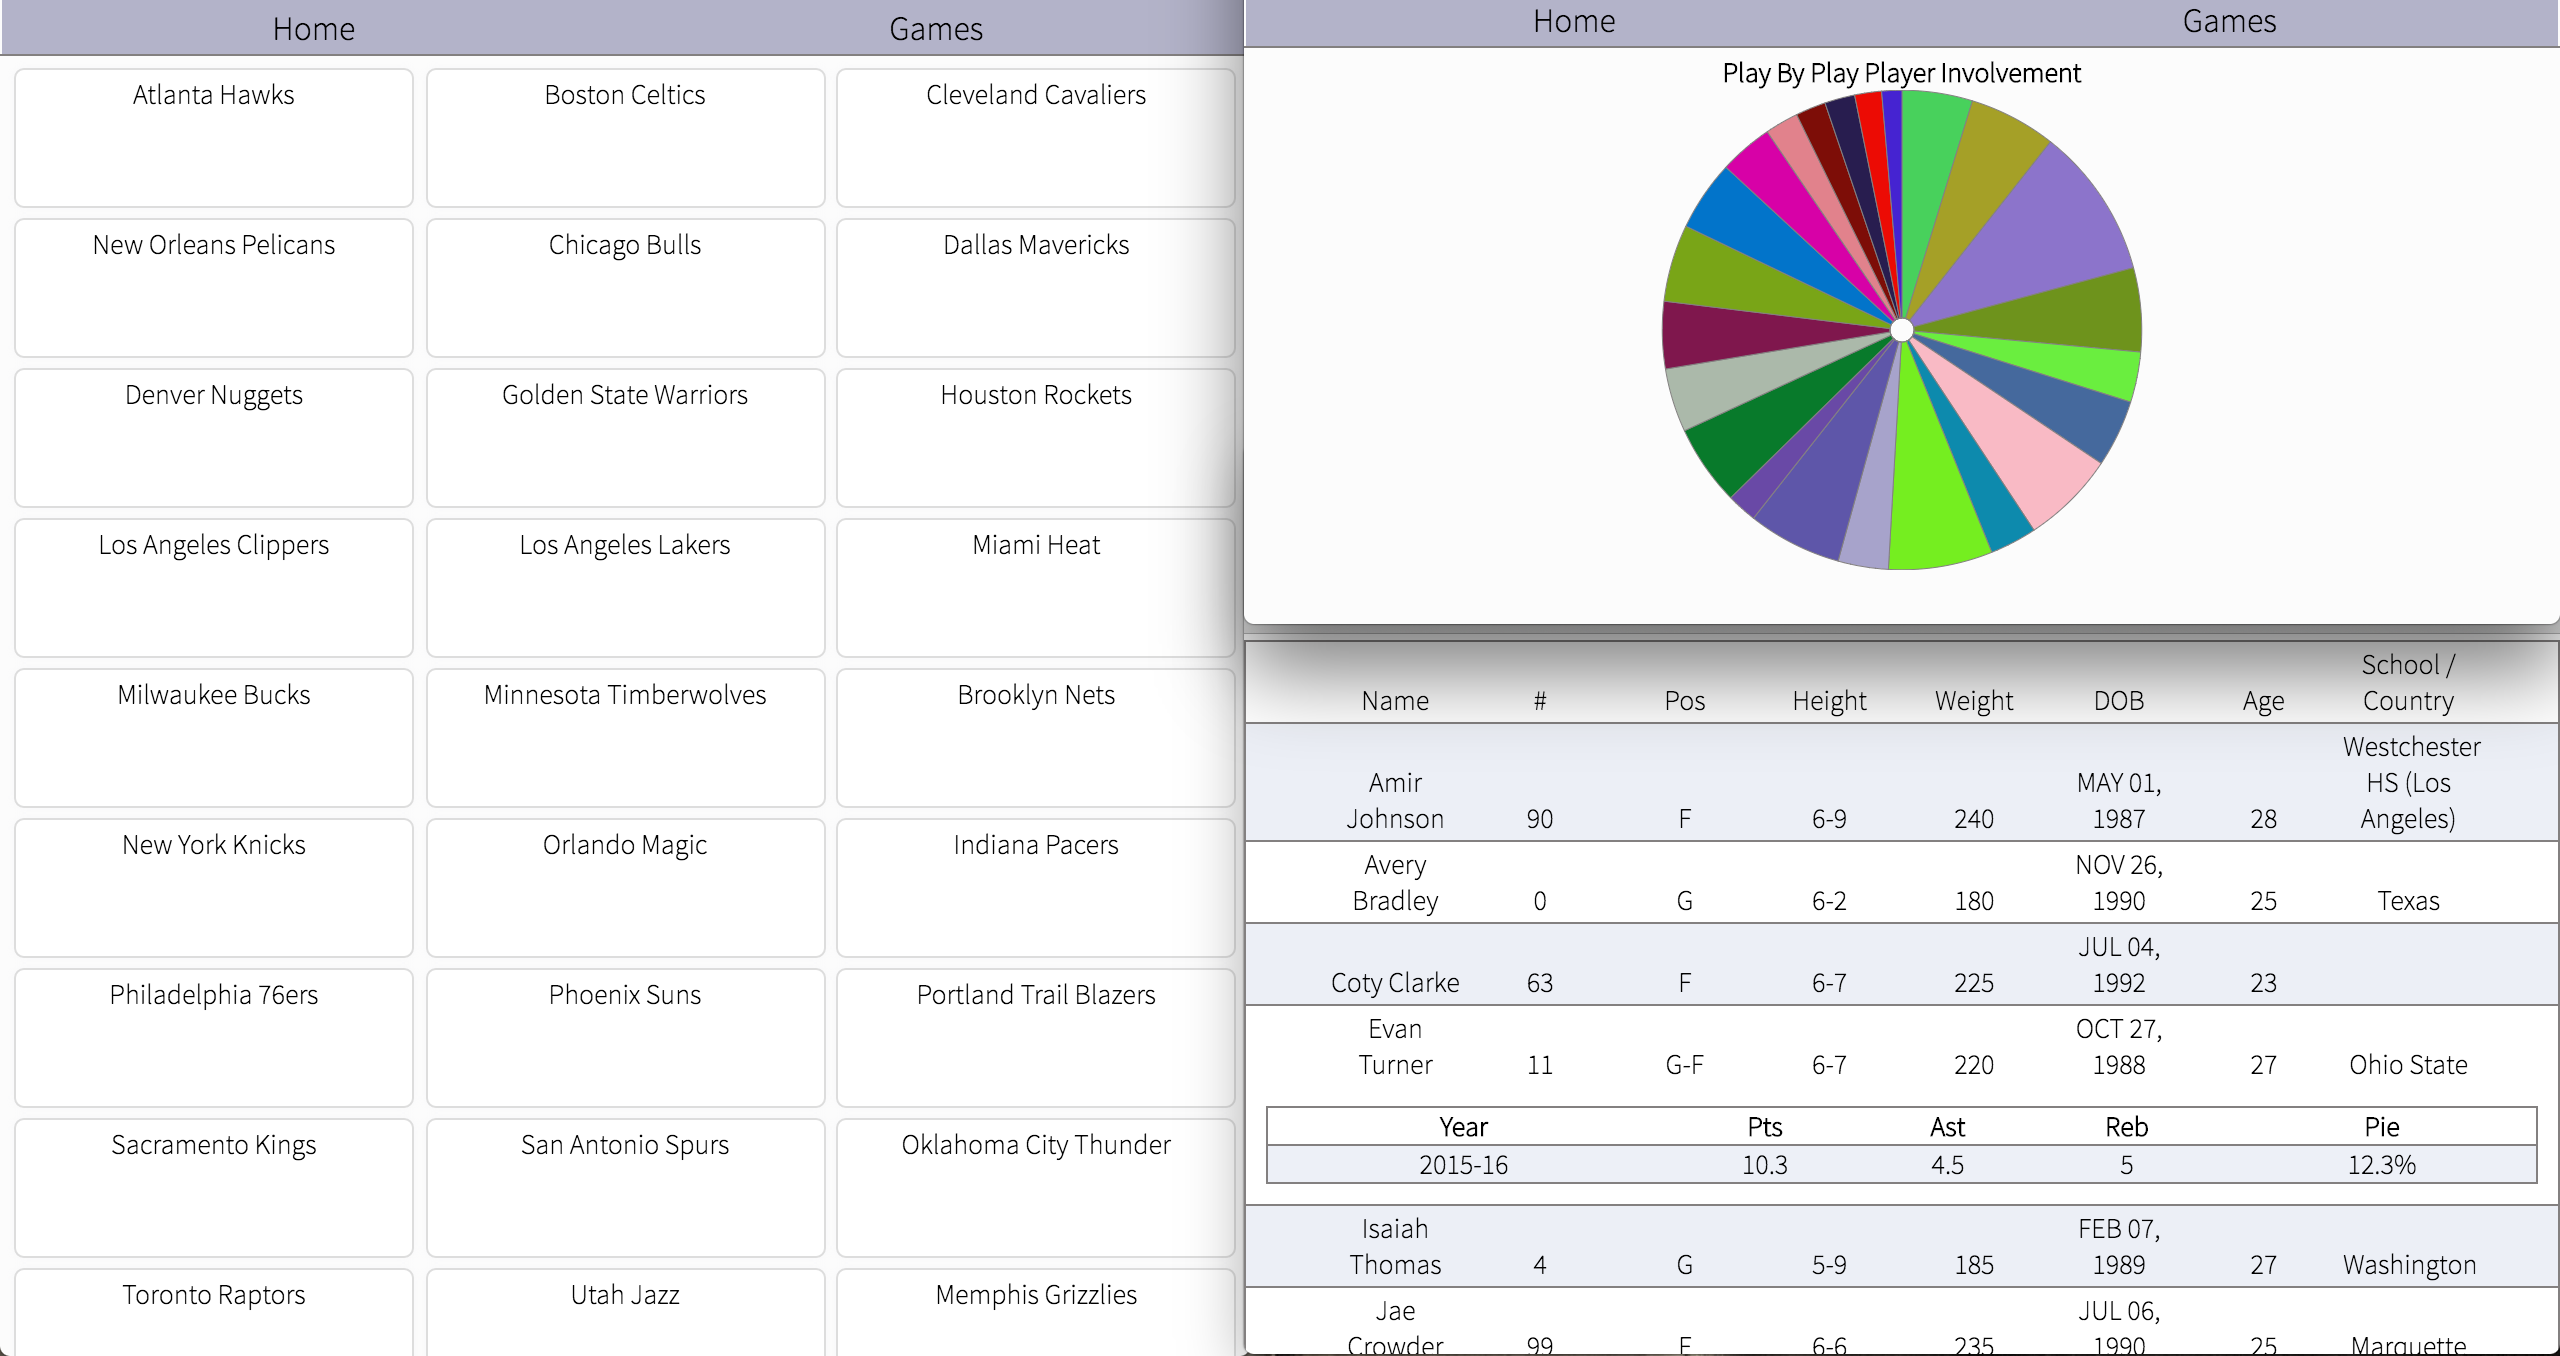 Home Games
Atlanta Hawks Boston Celtics Cleveland Cavaliers
New Orleans Pelicans Chicago Bulls Dallas Mavericks
Denver Nuggets Golden State Warriors Houston Rockets
Los Angeles Clippers Los Angeles Lakers Miami Heat
Milwaukee Bucks Minnesota Timberwolves Brooklyn Nets
New York Knicks Orlando Magic Indiana Pacers
Philadelphia 76ers Phoenix Suns Portland Trail Blazers
Sacramento Kings San Antonio Spurs Oklahoma City Thunder
Toronto Raptors Utah Jazz Memphis Grizzlies
Home Games
Play By Play Player Involvement
School /
Name # Pos Height Weight DOB Age Country
Westchester
Amir MAY 01, HS (Los
Johnson 90 F 6-9 240 1987 28 Angeles)
Avery NOV 26,
Bradley 0 G 6-2 180 1990 25 Texas
JUL 04,
Coty Clarke 63 F 6-7 225 1992 23
Evan OCT 27,
Turner 11 G-F 6-7 220 1988 27 Ohio State
Year Pts Ast Reb Pie
2015-16 10.3 4.5 5 12.3%
Isaiah FEB 07,
Thomas 4 G 5-9 185 1989 27 Washington
Jae JUL 06,
Crowder 99 F 6-6 235 1990 25 Marquette